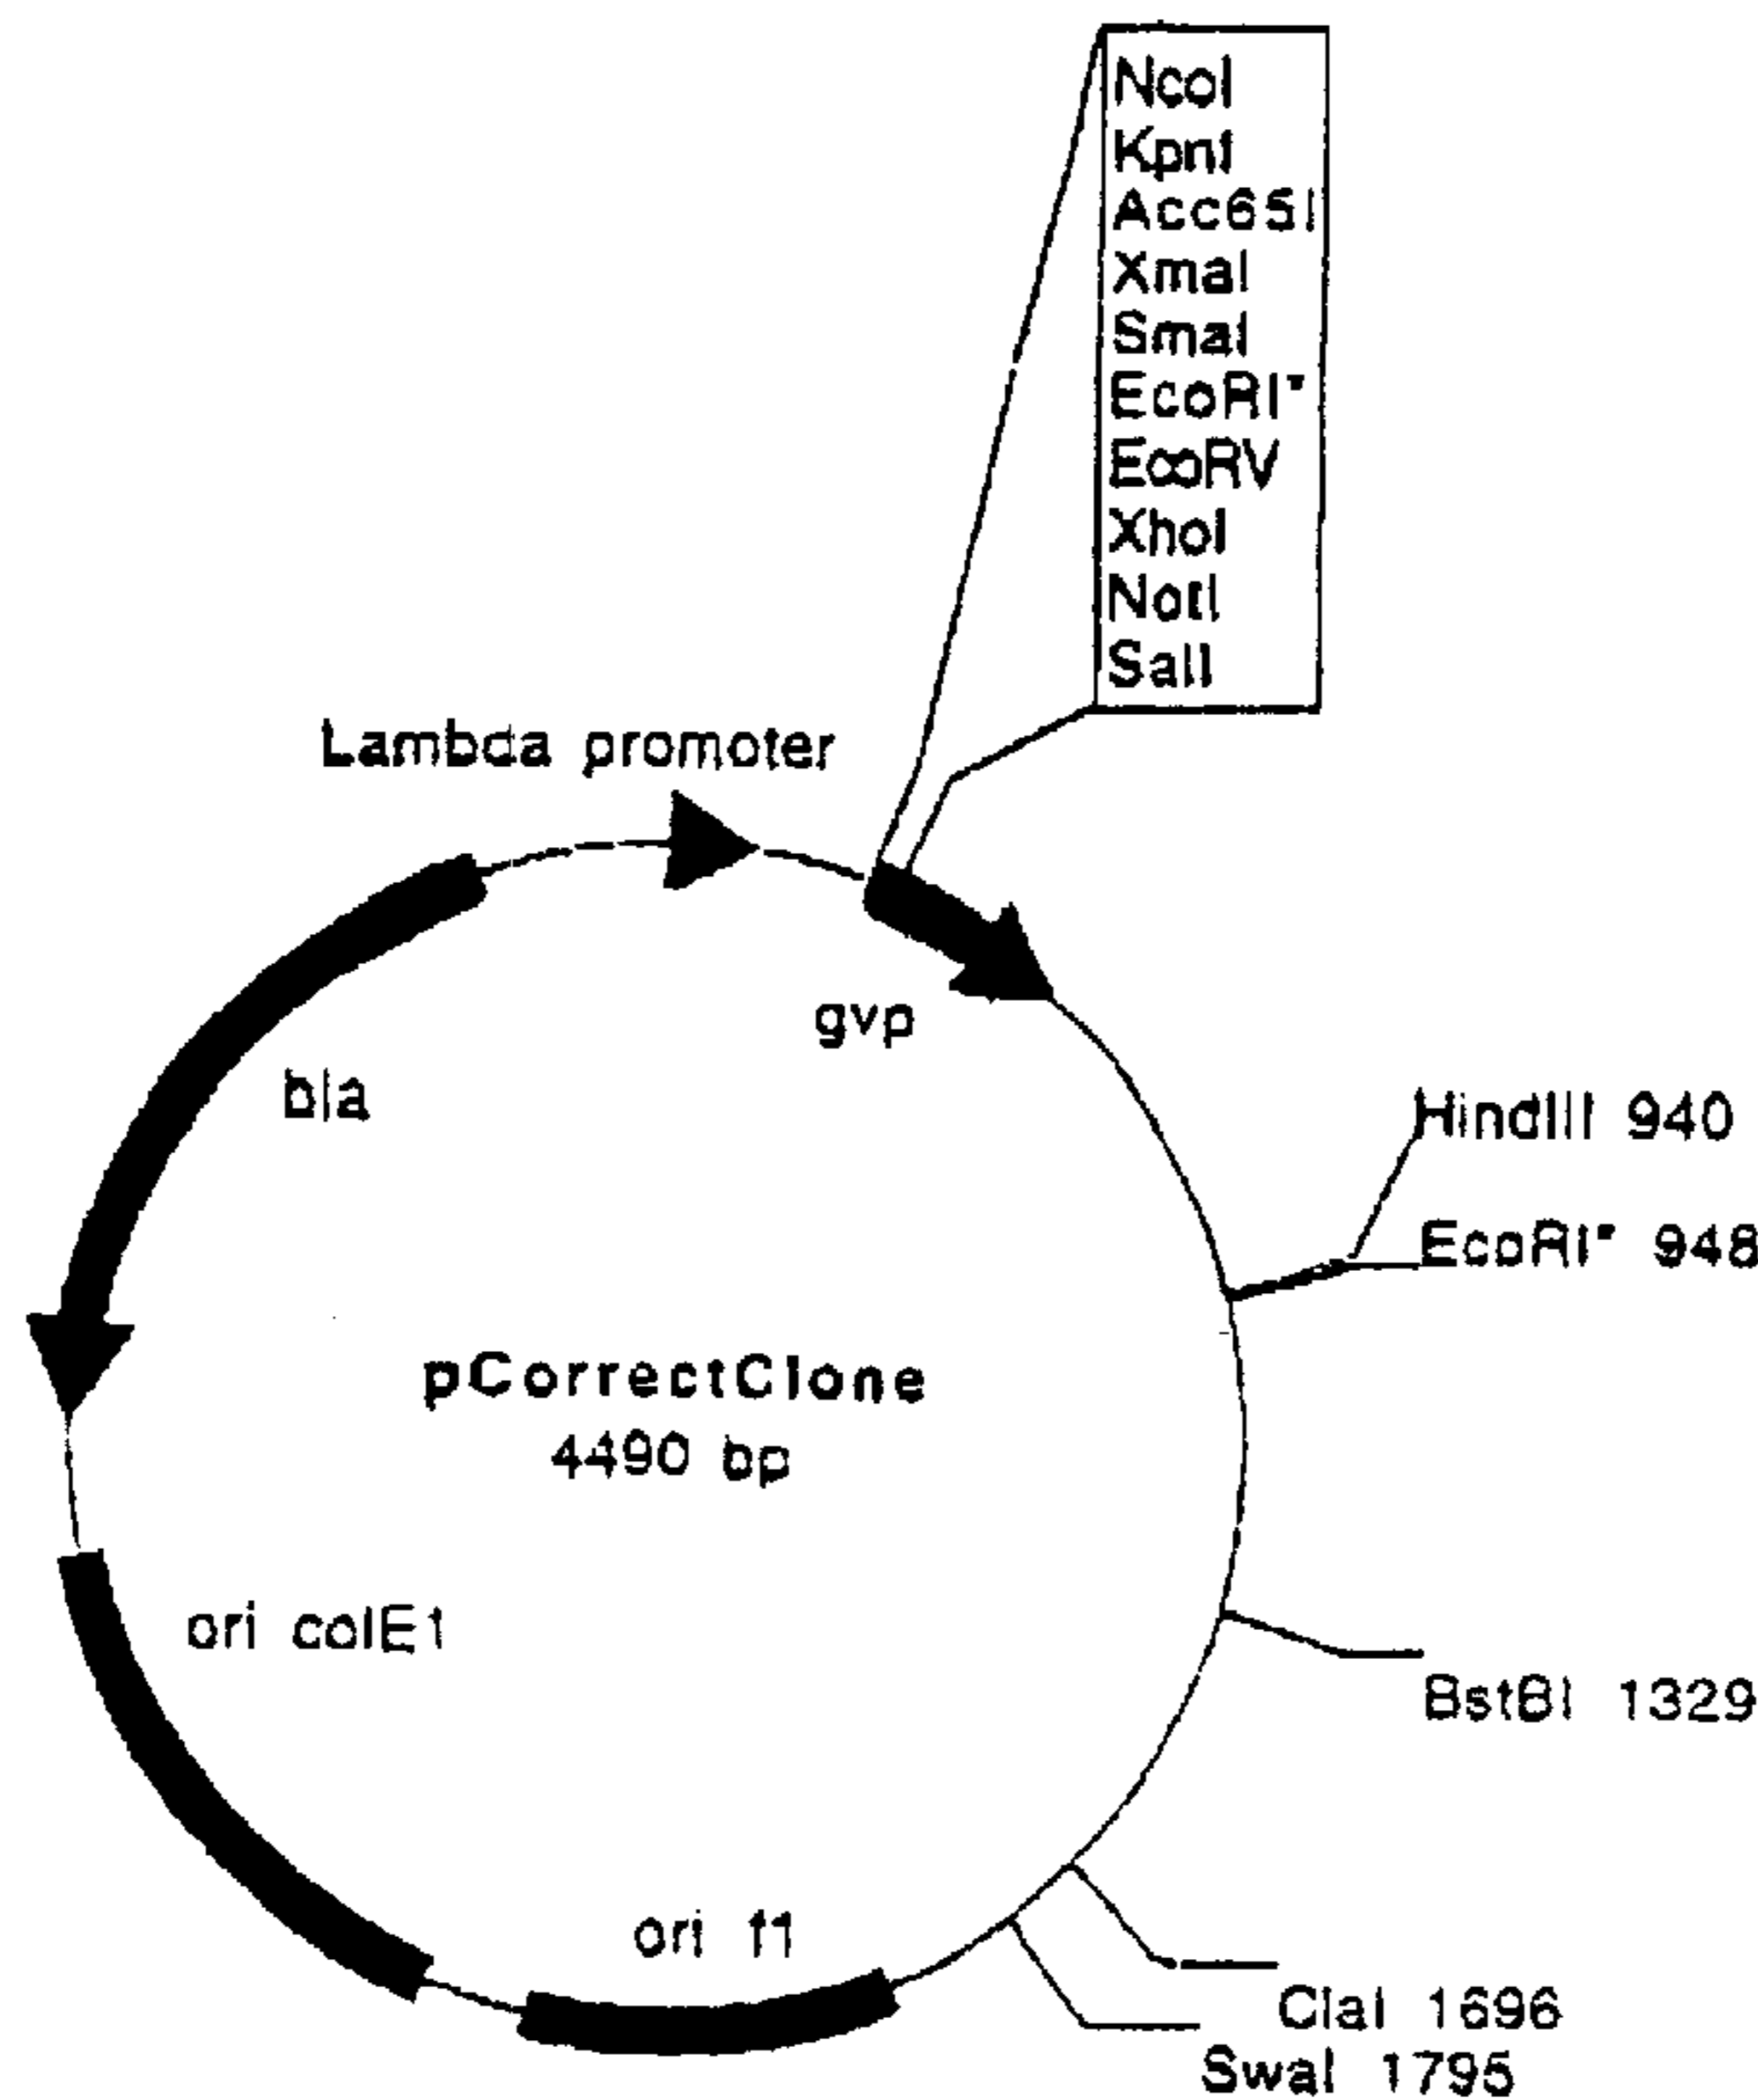 NcoI
KpnI
Acc65I
XmaI
SmaI
EcoRI*
EcoRV
XhoI
NotI
SalI
Lambda promoter
gvp
bla
HindIII 940
EcoRI* 948
pCorrectClone
4490 bp
ori colE1
BstBI 1329
ori f1
ClaI 1696
SwaI 1795